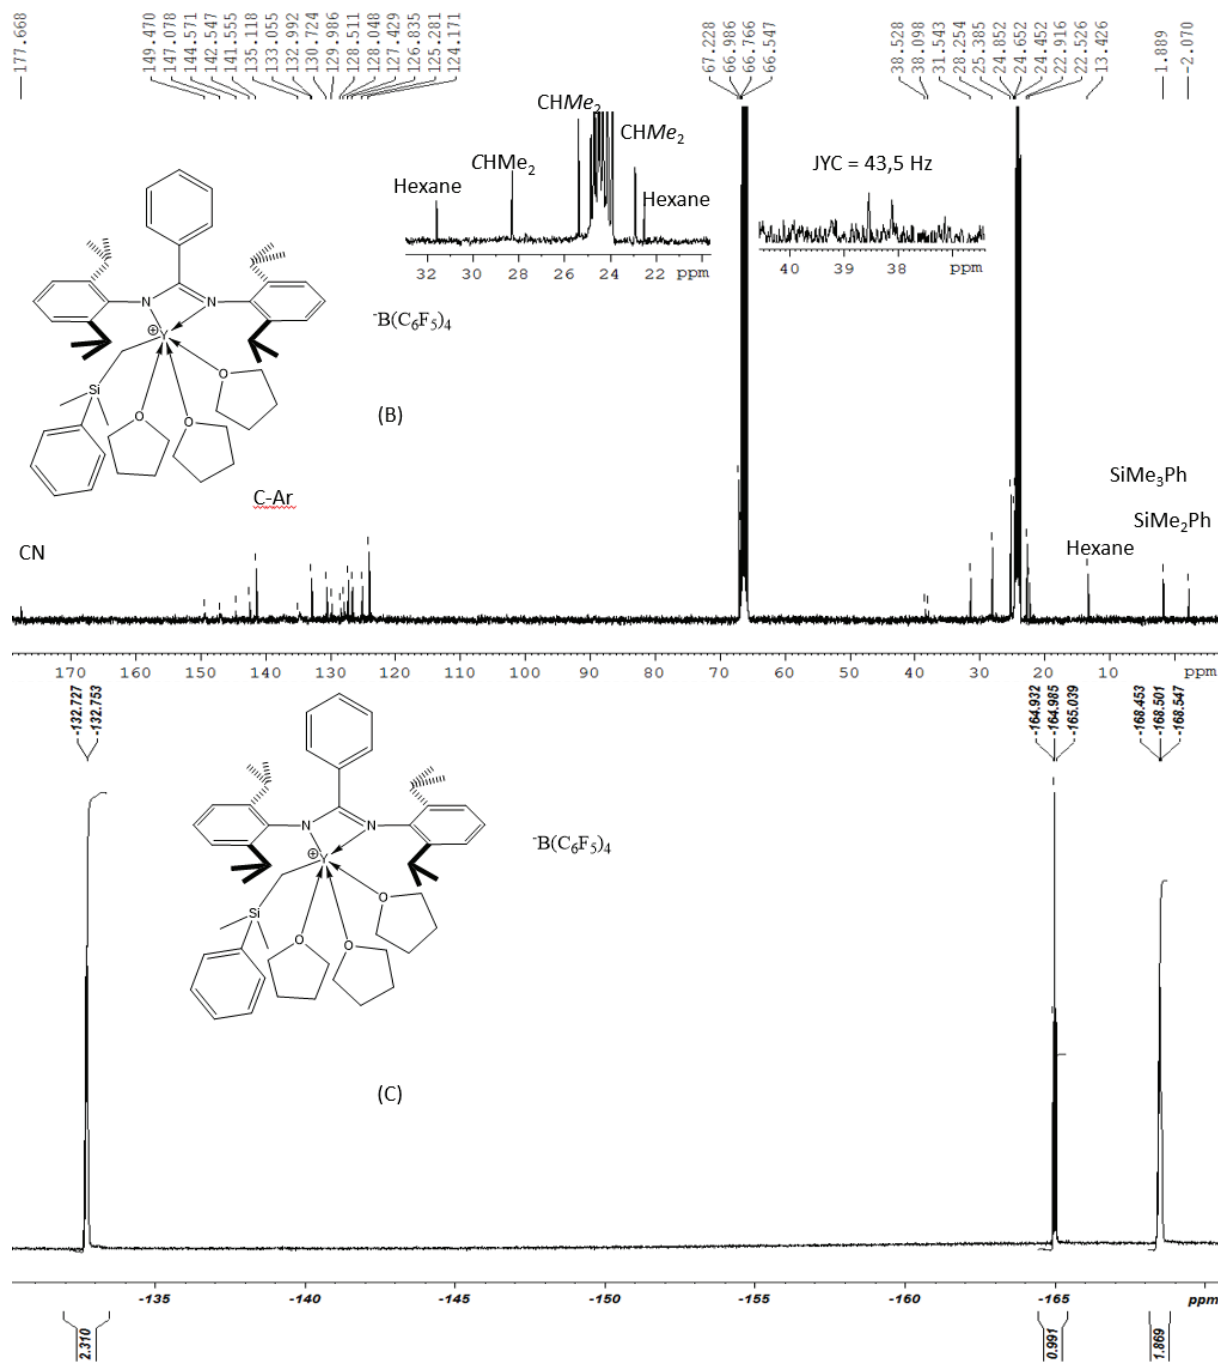 177.668
149.470
147.078
144.571
142.547
141.555
135.118
133.055
132.992
130.724
129.986
128.511
128.048
127.429
126.835
125.281
124.171
67.228
66.986
66.766
66.547
38.528
38.098
31.543
28.254
25.385
24.852
24.652
24.452
22.916
22.526
13.426
1.889
-2.070
CHMe2
CHMe2
CHMe2
Hexane
Hexane
JYC = 43,5 Hz
32 30 28 26 24 22 ppm
40 39 38 ppm
N N
⊕Y
-B(C6F5)4
Si
O O O
(B)
C-Ar
CN
SiMe3Ph
SiMe2Ph
Hexane
170 160 150 140 130 120 110 100 90 80 70 60 50 40 30 20 10 ppm
-132.727
-132.753
-164.932
-164.985
-165.039
-168.453
-168.501
-168.547
N N
⊕Y
-B(C6F5)4
Si
O O O
(C)
-135 -140 -145 -150 -155 -160 -165 ppm
2.310
0.991
1.869